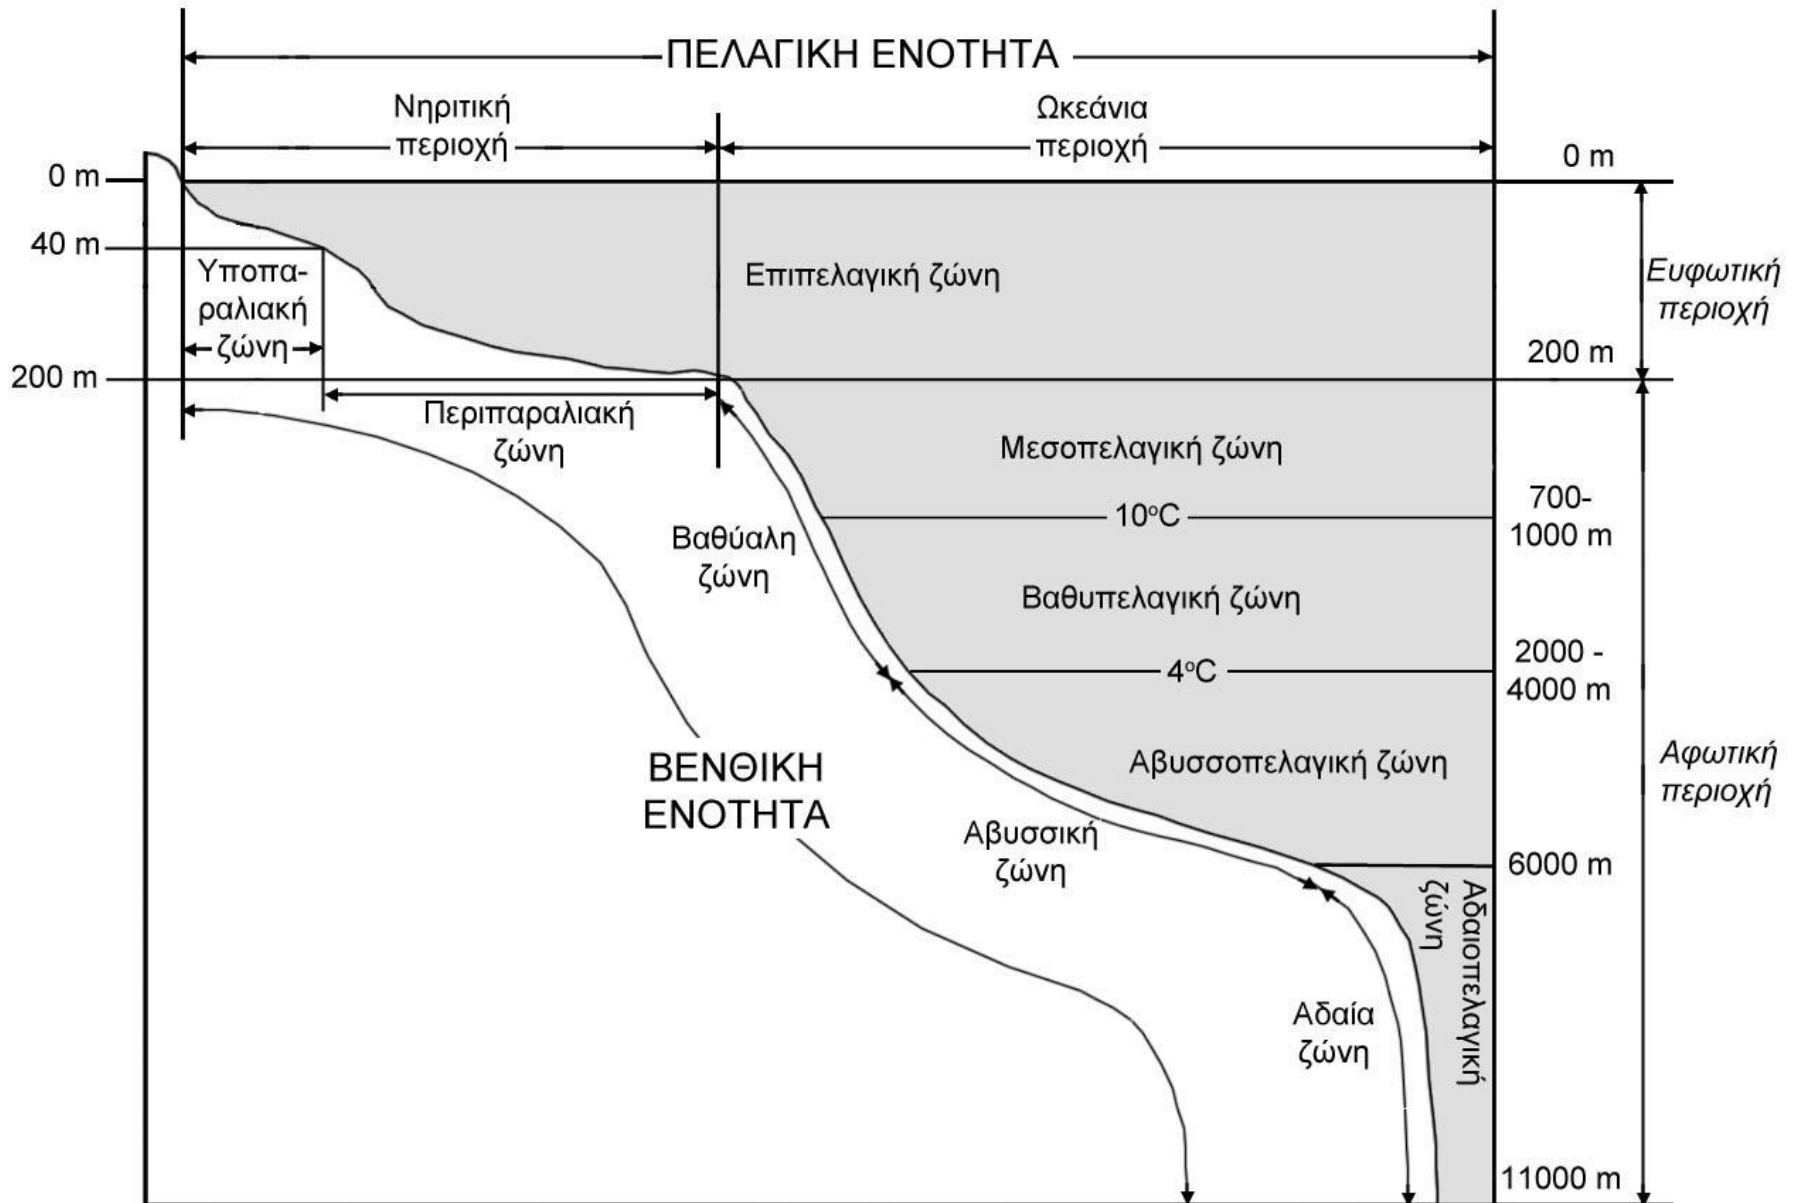 ΠΕΛΑΓΙΚΗ ΕΝΟΤΗΤΑ
Νηριτική
περιοχή
Ωκεάνια
περιοχή
0 m
0 m
40 m
Υποπα-
ραλιακή
ζώνη
Επιπελαγική ζώνη
Ευφωτική
περιοχή
200 m
200 m
Περιπαραλιακή
ζώνη
Μεσοπελαγική ζώνη
700-
1000 m
10°C
Βαθύαλη
ζώνη
Βαθυπελαγική ζώνη
2000 -
4000 m
4°C
ΒΕΝΘΙΚΗ
ΕΝΟΤΗΤΑ
Αβυσσοπελαγική ζώνη
Αφωτική
περιοχή
Αβυσσική
ζώνη
6000 m
Αδαιοπελαγική
ζώνη
Αδαία
ζώνη
11000 m